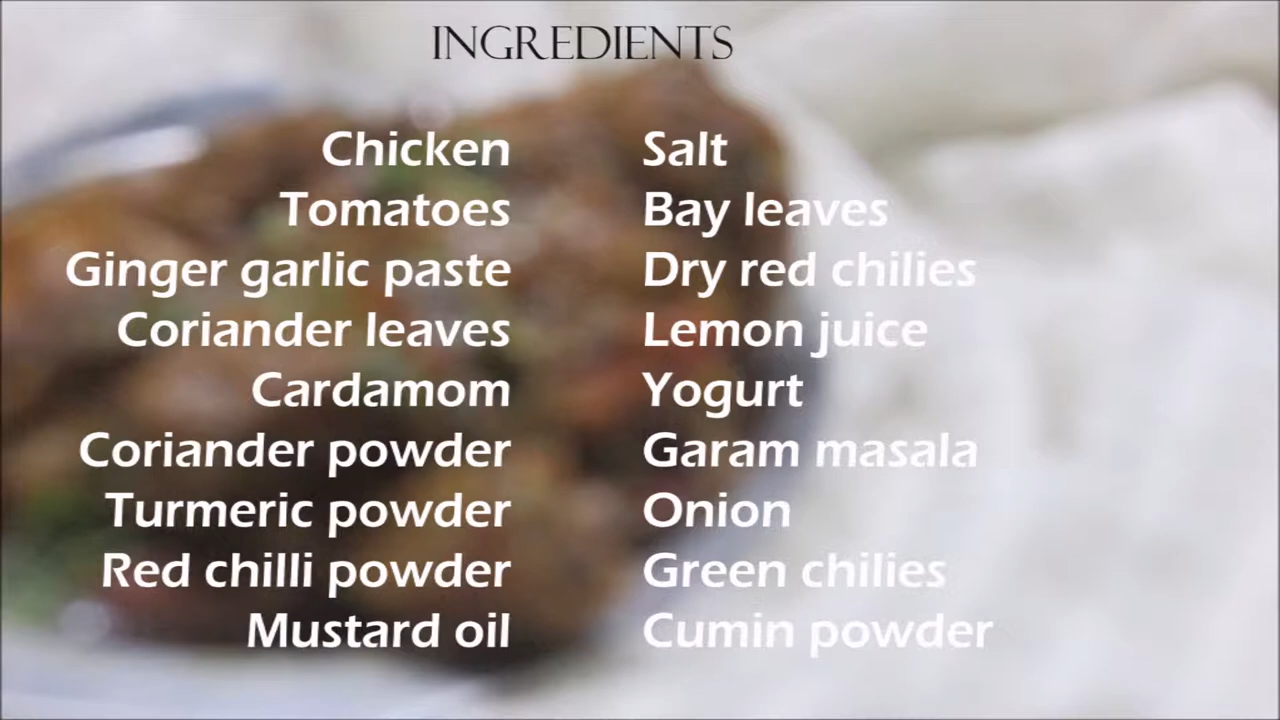 INGREDIENTS
Chicken
Tomatoes
Ginger garlic paste
Coriander leaves
Cardamom
Coriander powder
Turmeric powder
Red chilli powder
Mustard oil
Salt
Bay leaves
Dry red chilies
Lemon juice
Yogurt
Garam masala
Onion
Green chilies
Cumin powder